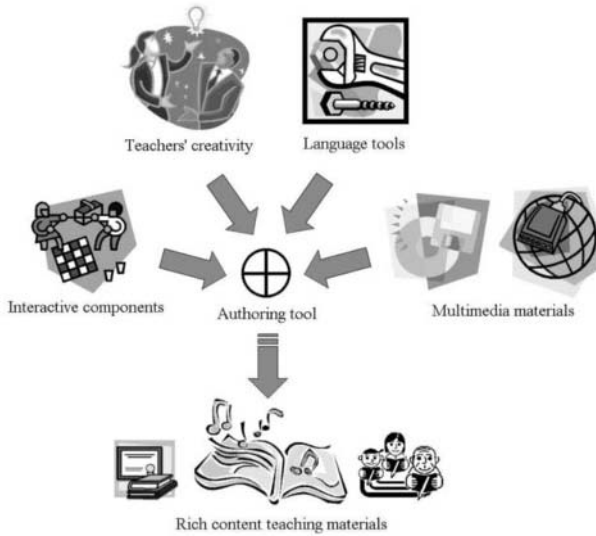 Teachers' creativity
Language tools
Interactive components
Authoring tool
Multimedia materials
Rich content teaching materials